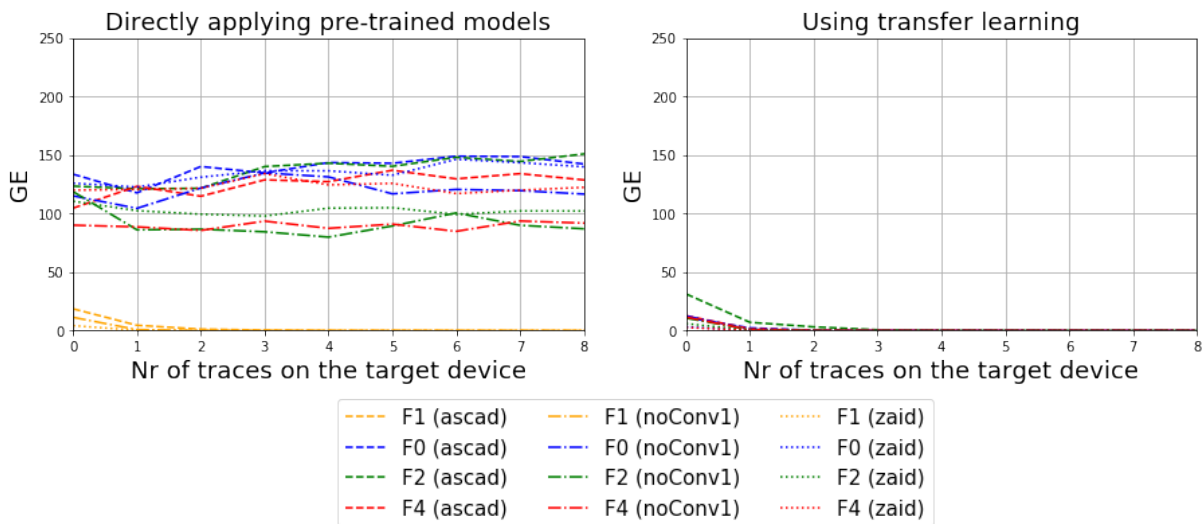 Directly applying pre-trained models
Using transfer learning
250
200
150
100
50
0
GE
0 1 2 3 4 5 6 7 8
Nr of traces on the target device
250
200
150
100
50
0
GE
0 1 2 3 4 5 6 7 8
Nr of traces on the target device
F1 (ascad) F1 (noConv1) F1 (zaid)
F0 (ascad) F0 (noConv1) F0 (zaid)
F2 (ascad) F2 (noConv1) F2 (zaid)
F4 (ascad) F4 (noConv1) F4 (zaid)